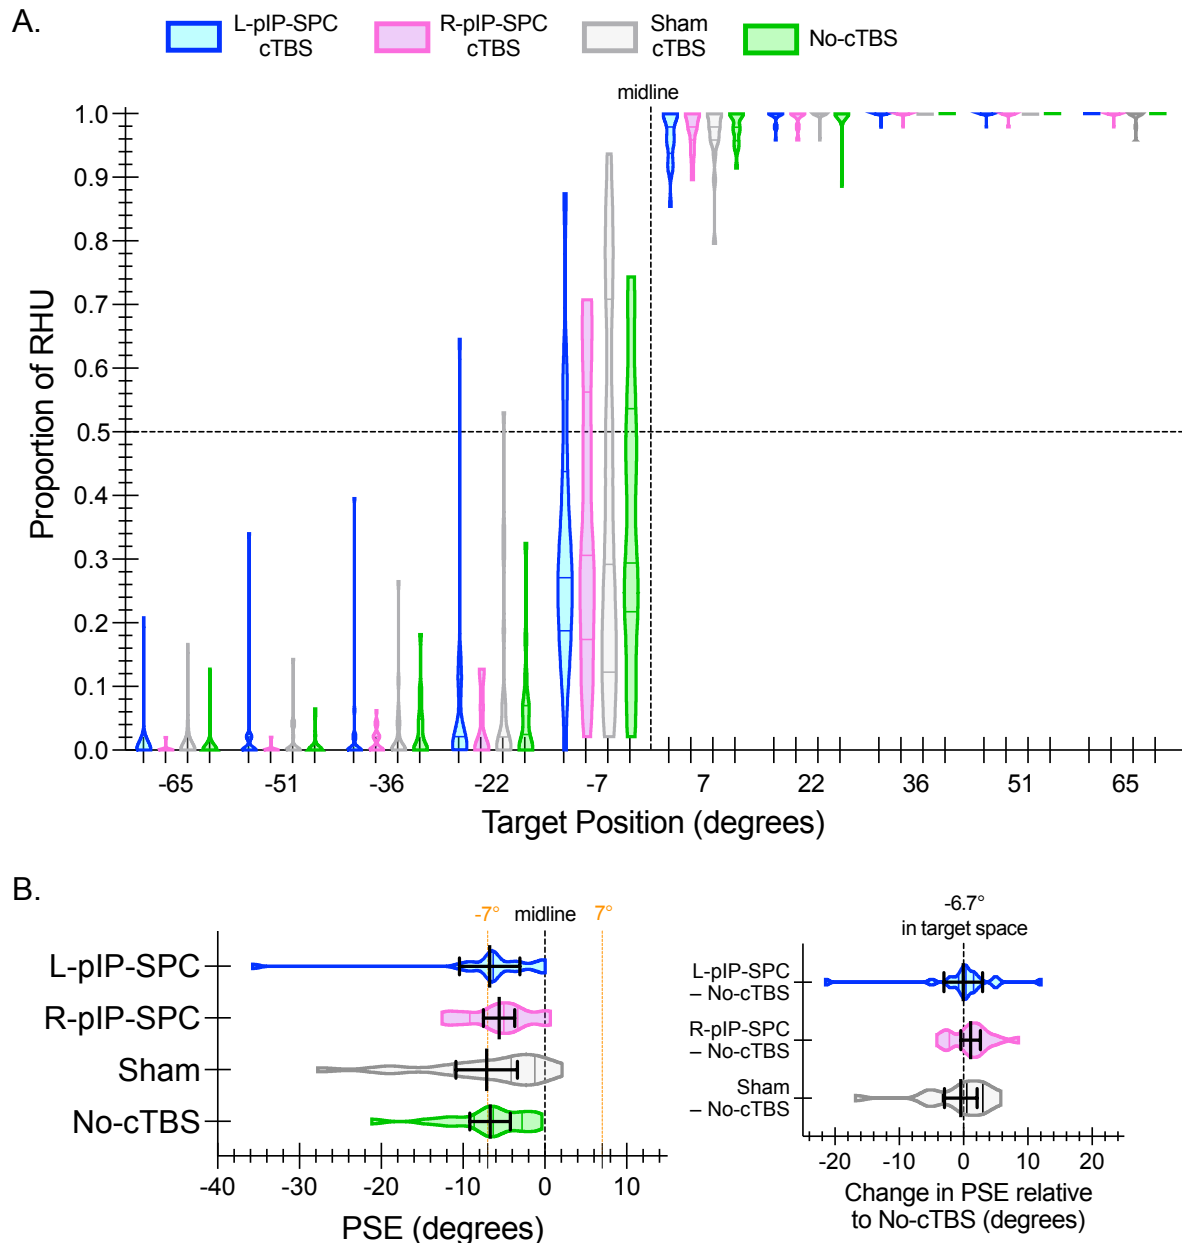 A.
L-pIP-SPC
cTBS
R-pIP-SPC
cTBS
Sham
cTBS
No-cTBS
midline
1.0
0.9
0.8
0.7
0.6
0.5
0.4
0.3
0.2
0.1
0.0
Proportion of RHU
-65
-51
-36
-22
-7
7
22
36
51
65
Target Position (degrees)
B.
-7°
midline
7°
L-pIP-SPC
R-pIP-SPC
Sham
No-cTBS
-40
-30
-20
-10
0
10
PSE (degrees)
-6.7°
in target space
L-pIP-SPC
– No-cTBS
R-pIP-SPC
– No-cTBS
Sham
– No-cTBS
-20
-10
0
10
20
Change in PSE relative
to No-cTBS (degrees)